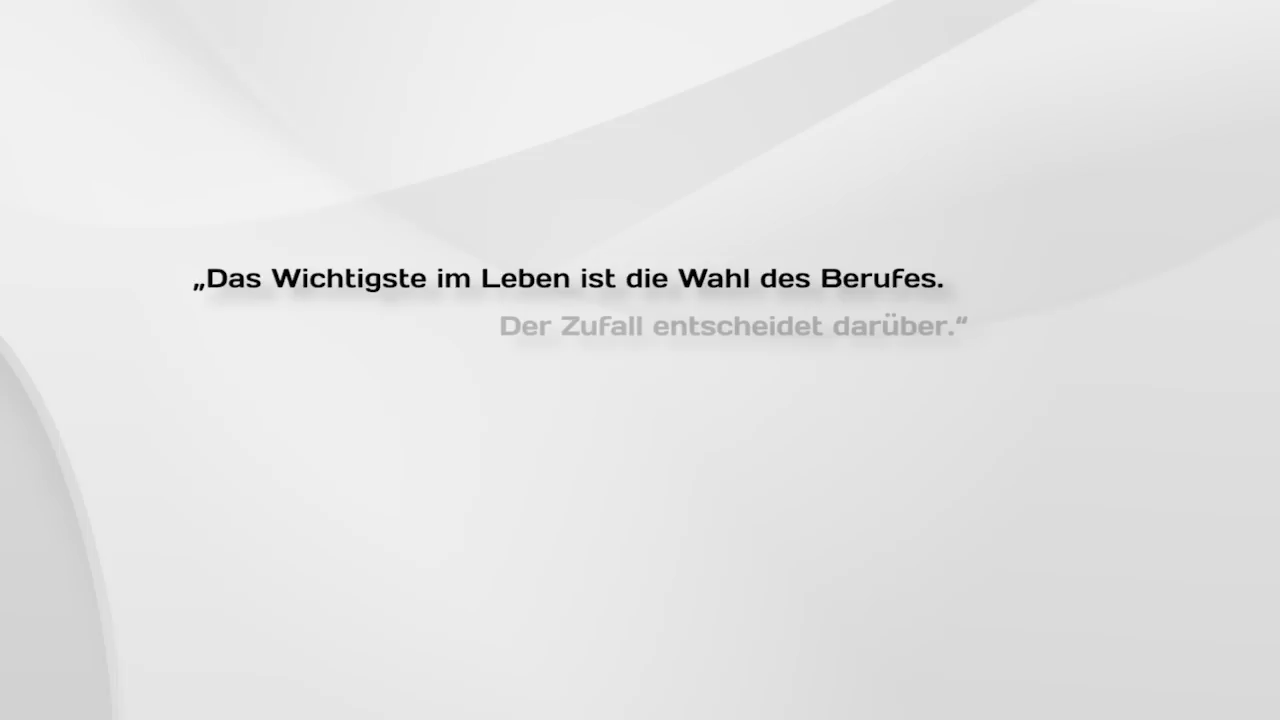 „Das Wichtigste im Leben ist die Wahl des Berufes.
Der Zufall entscheidet darüber.“